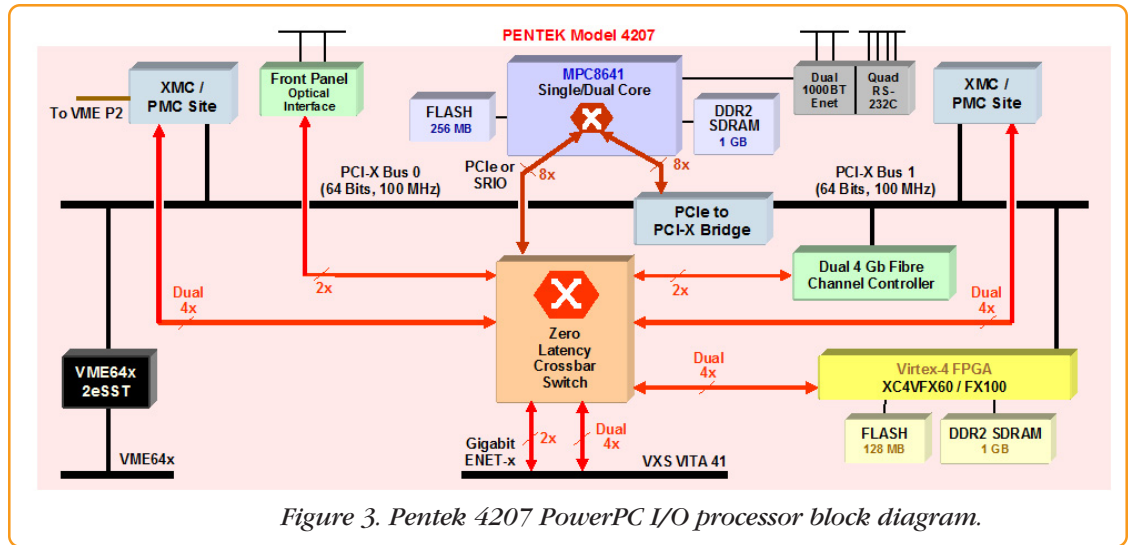 PENTEK Model 4207
XMC /
PMC Site
To VME P2
Front Panel
Optical
Interface
FLASH
256 MB
MPC8641
Single/Dual Core
DDR2
SDRAM
1 GB
Dual
1000BT
Enet
Quad
RS-
232C
XMC /
PMC Site
PCI-X Bus 0
(64 Bits, 100 MHz)
PCIe or
SRIO
8x
8x
PCI-X Bus 1
(64 Bits, 100 MHz)
PCIe to
PCI-X Bridge
2x
Dual
4x
Zero
Latency
Crossbar
Switch
2x
Dual 4 Gb Fibre
Channel Controller
Dual
4x
Dual
4x
Virtex-4 FPGA
XC4VFX60 / FX100
FLASH
128 MB
DDR2 SDRAM
1 GB
VME64x
2eSST
VME64x
Gigabit
ENET-x
2x
Dual
4x
VXS VITA 41
Figure 3. Pentek 4207 PowerPC I/O processor block diagram.